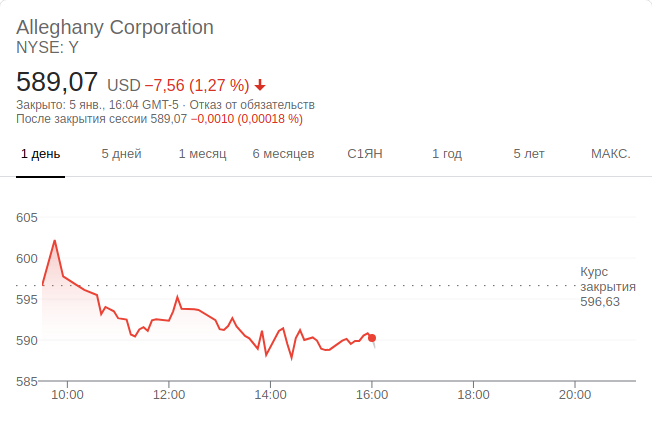 Alleghany Corporation
NYSE: Y
589,07 USD −7,56 (1,27 %)
Закрыто: 5 янв., 16:04 GMT-5 · Отказ от обязательств
После закрытия сессии 589,07 −0,0010 (0,00018 %)
1 день 5 дней 1 месяц 6 месяцев С1ЯН 1 год 5 лет МАКС.
605
600
Курс
закрытия
596,63
595
590
585
10:00 12:00 14:00 16:00 18:00 20:00